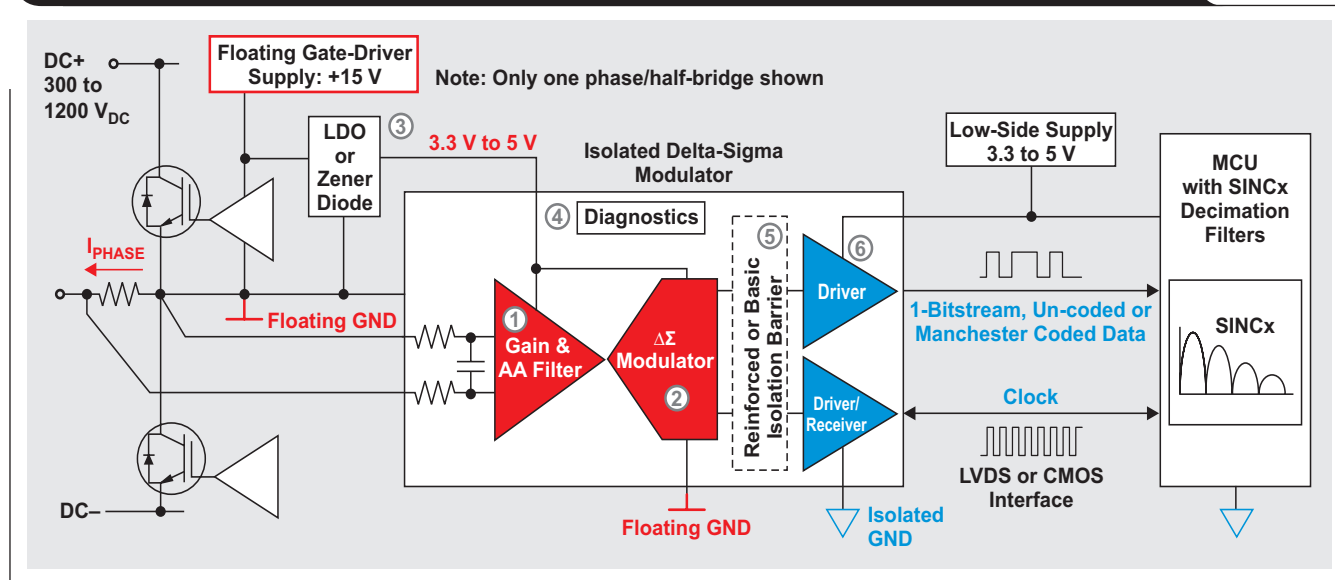 DC+
300 to
1200 VDC
Floating Gate-Driver
Supply: +15 V
Note: Only one phase/half-bridge shown
LDO
or
Zener
Diode
3
3.3 V to 5 V
Isolated Delta-Sigma
Modulator
Low-Side Supply
3.3 to 5 V
MCU
with SINCx
Decimation
Filters
4
Diagnostics
5
6
IPHASE
Floating GND
1
Gain &
AA Filter
ΔΣ
Modulator
2
Reinforced or Basic
Isolation Barrier
Driver
1-Bitstream, Un-coded or
Manchester Coded Data
SINCx
Driver/
Receiver
Clock
LVDS or CMOS
Interface
DC–
Floating GND
Isolated
GND